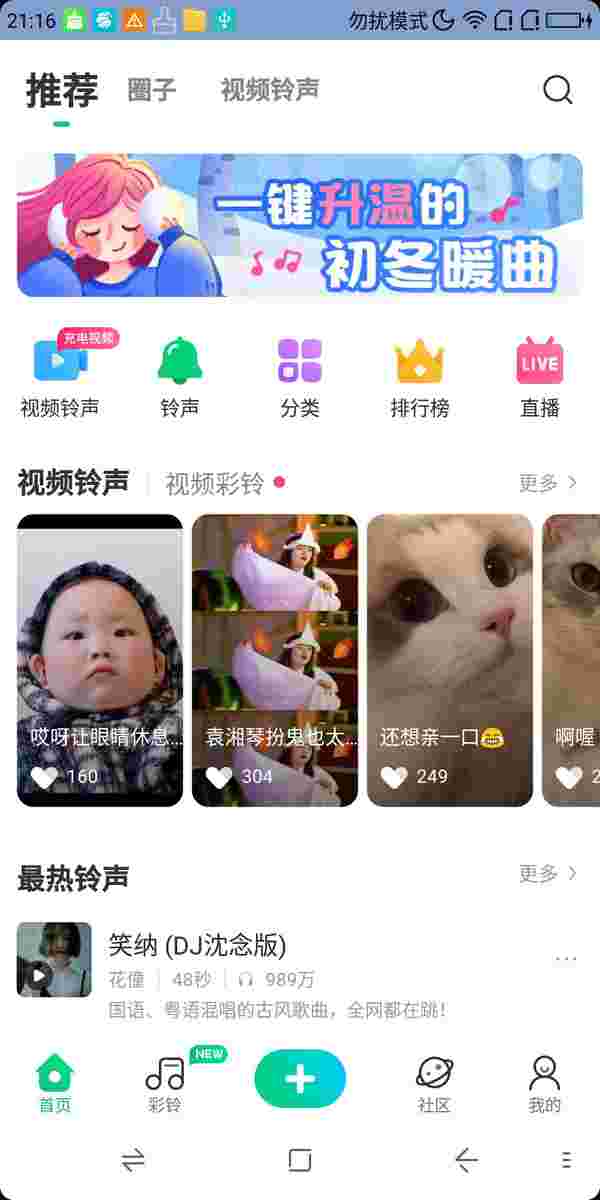 21:16
勿扰模式
推荐
圈子
视频铃声
一键升温的
初冬暖曲
充电视频
LIVE
视频铃声
铃声
分类
排行榜
直播
视频铃声
视频彩铃
更多
哎呀让眼睛休息...
袁湘琴扮鬼也太...
还想亲一口😂
啊喔
160
304
249
2
最热铃声
更多
笑纳 (DJ沈念版)
花僮
48秒
989万
国语、粤语混唱的古风歌曲，全网都在跳！
NEW
首页
彩铃
社区
我的